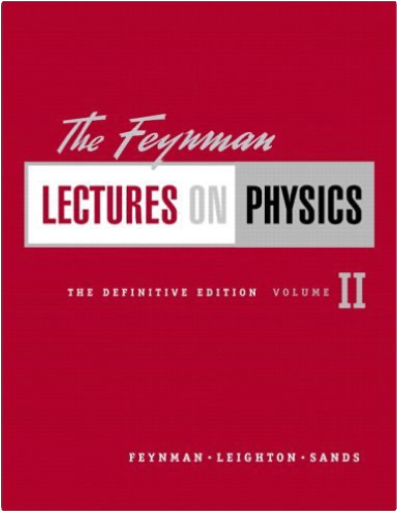 The Feynman
LECTURES ON PHYSICS
THE DEFINITIVE EDITION VOLUME II
FEYNMAN · LEIGHTON · SANDS